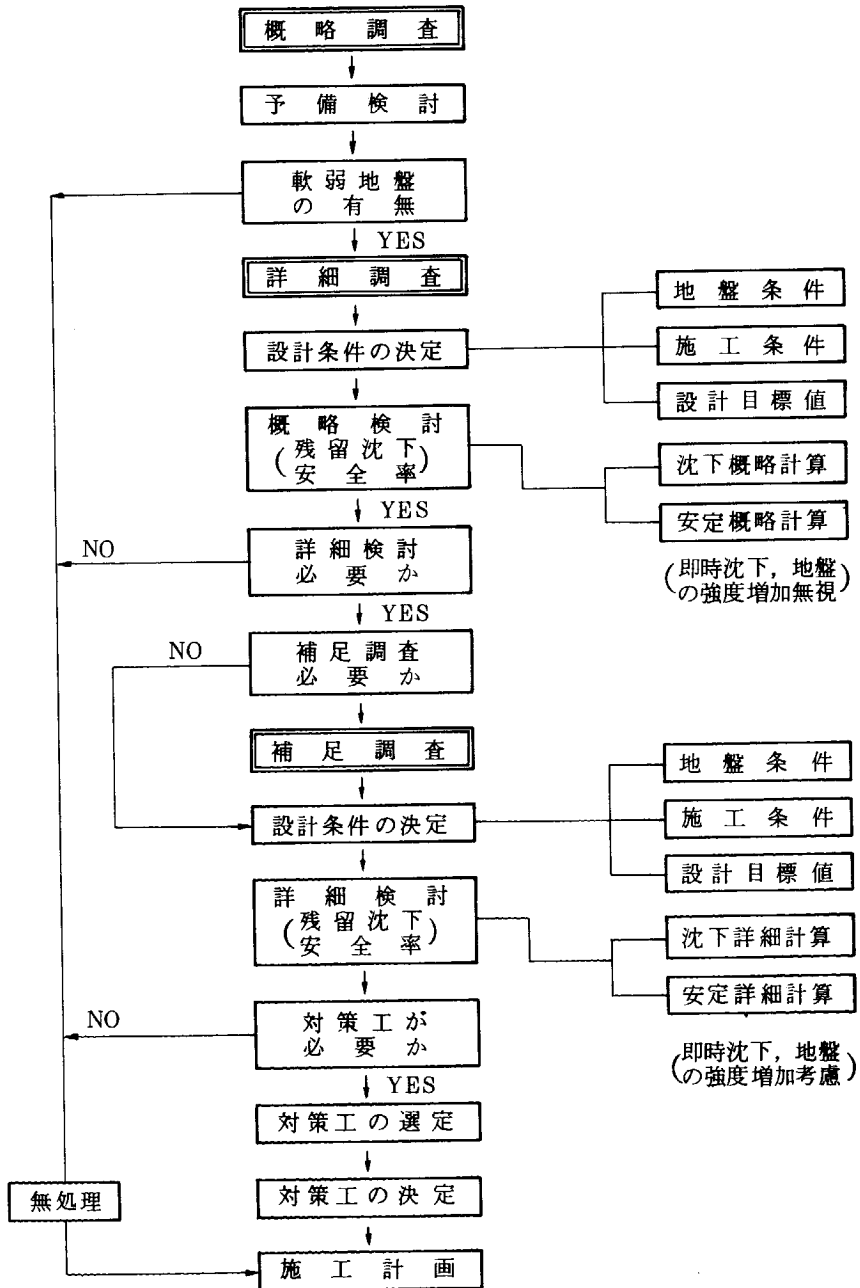 概略調査
予備検討
軟弱地盤
の有無
YES
詳細調査
設計条件の決定
地盤条件
施工条件
設計目標値
概略検討
(残留沈下
安全率)
沈下概略計算
安定概略計算
(即時沈下,地盤
の強度増加無視)
YES
NO
詳細検討
必要か
YES
NO
補足調査
必要か
補足調査
設計条件の決定
地盤条件
施工条件
設計目標値
詳細検討
(残留沈下
安全率)
沈下詳細計算
安定詳細計算
(即時沈下,地盤
の強度増加考慮)
NO
対策工が
必要か
YES
対策工の選定
対策工の決定
無処理
施工計画